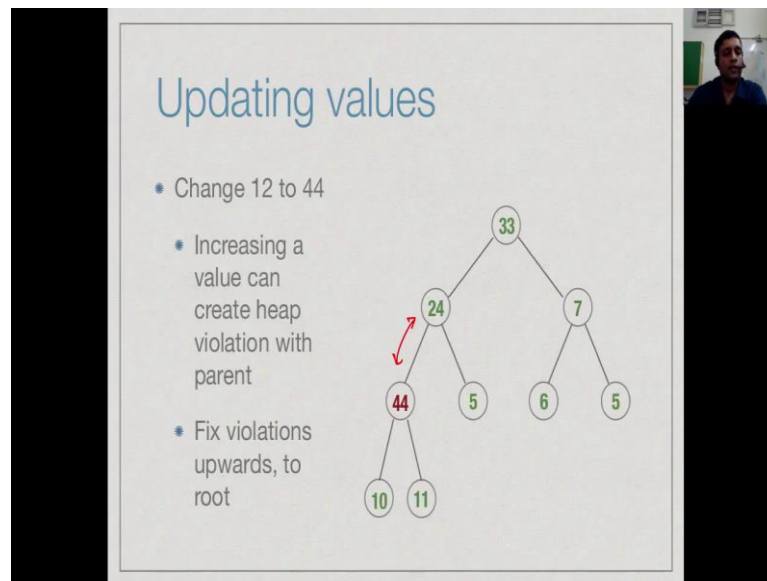 Updating values
Change 12 to 44
Increasing a
value can
create heap
violation with
parent
Fix violations
upwards, to
root
33
24 7
44 5 6 5
10 11